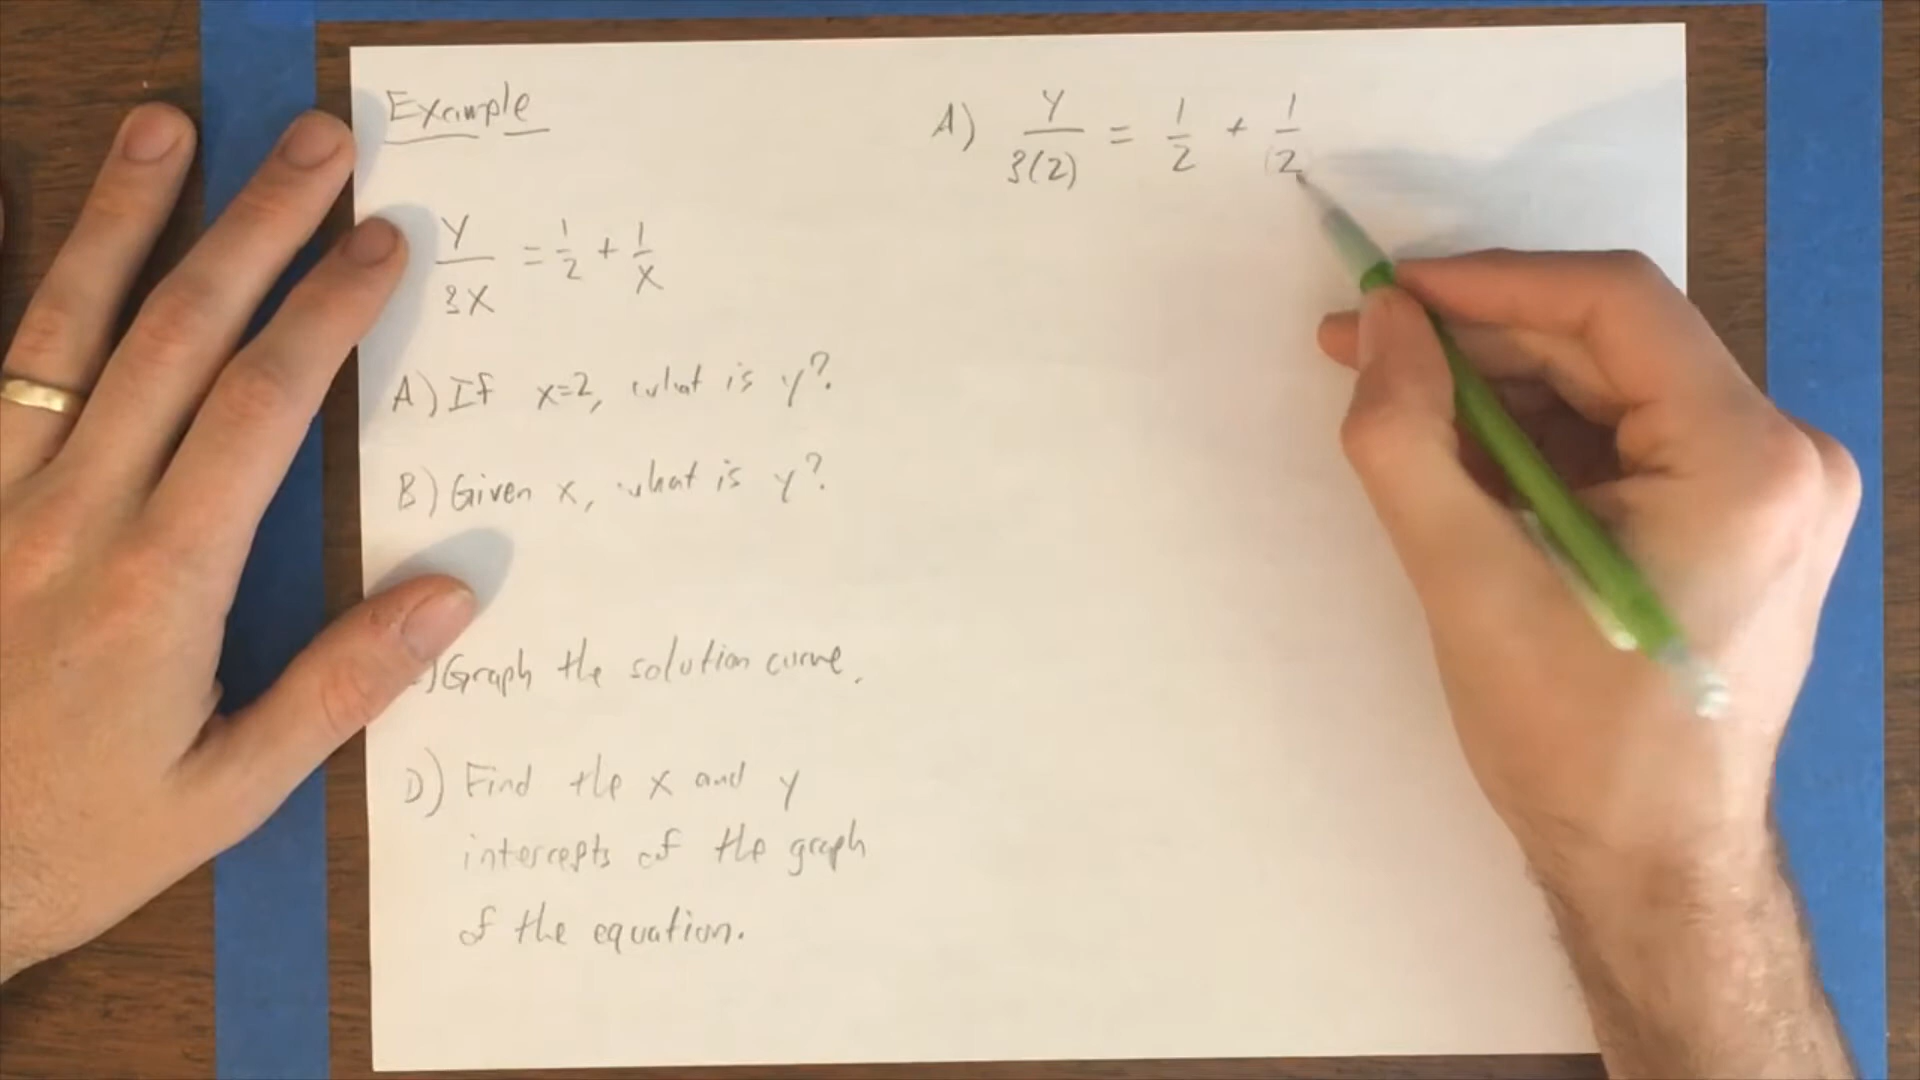 Example
y/3x = 1/2 + 1/x
A) If x=2, what is y?
B) Given x, what is y?
) Graph the solution curve.
D) Find the x and y
intercepts of the graph
of the equation.
A) y/3(2) = 1/2 + 1/2